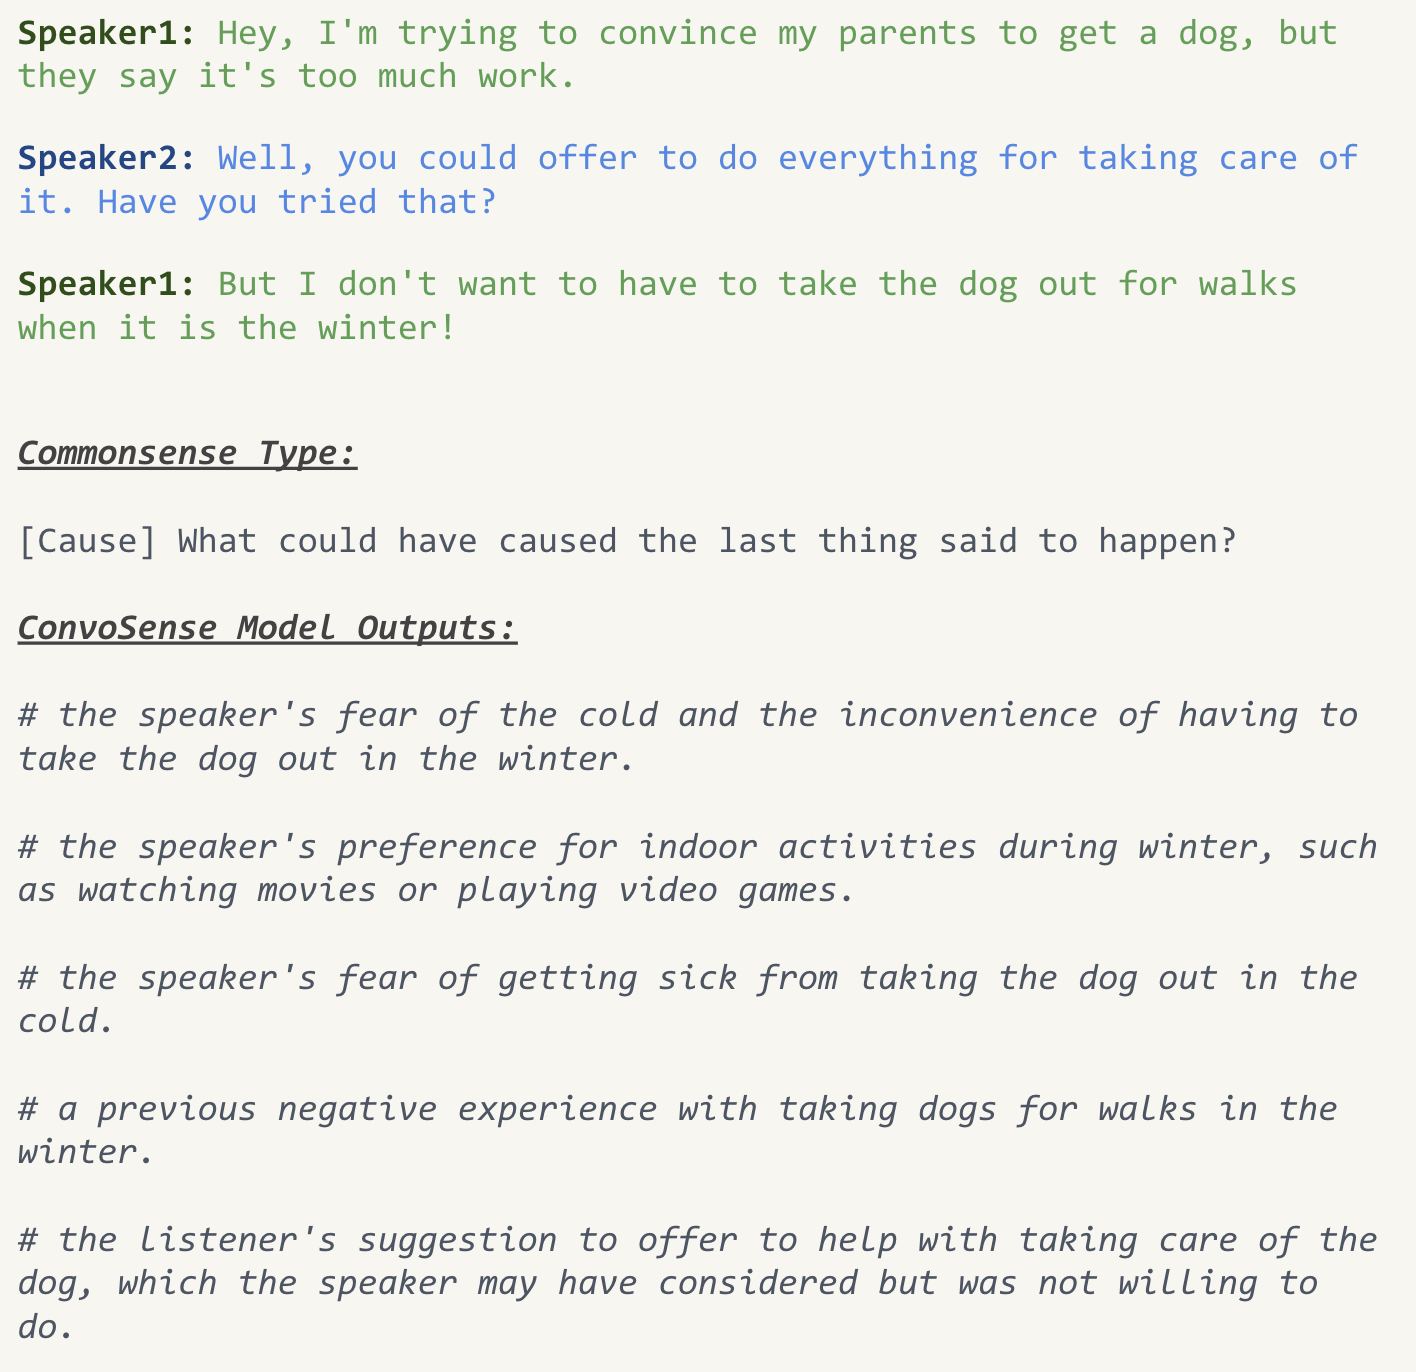 Speaker1: Hey, I'm trying to convince my parents to get a dog, but
they say it's too much work.
Speaker2: Well, you could offer to do everything for taking care of
it. Have you tried that?
Speaker1: But I don't want to have to take the dog out for walks
when it is the winter!
Commonsense Type:
[Cause] What could have caused the last thing said to happen?
ConvoSense Model Outputs:
# the speaker's fear of the cold and the inconvenience of having to
take the dog out in the winter.
# the speaker's preference for indoor activities during winter, such
as watching movies or playing video games.
# the speaker's fear of getting sick from taking the dog out in the
cold.
# a previous negative experience with taking dogs for walks in the
winter.
# the listener's suggestion to offer to help with taking care of the
dog, which the speaker may have considered but was not willing to
do.